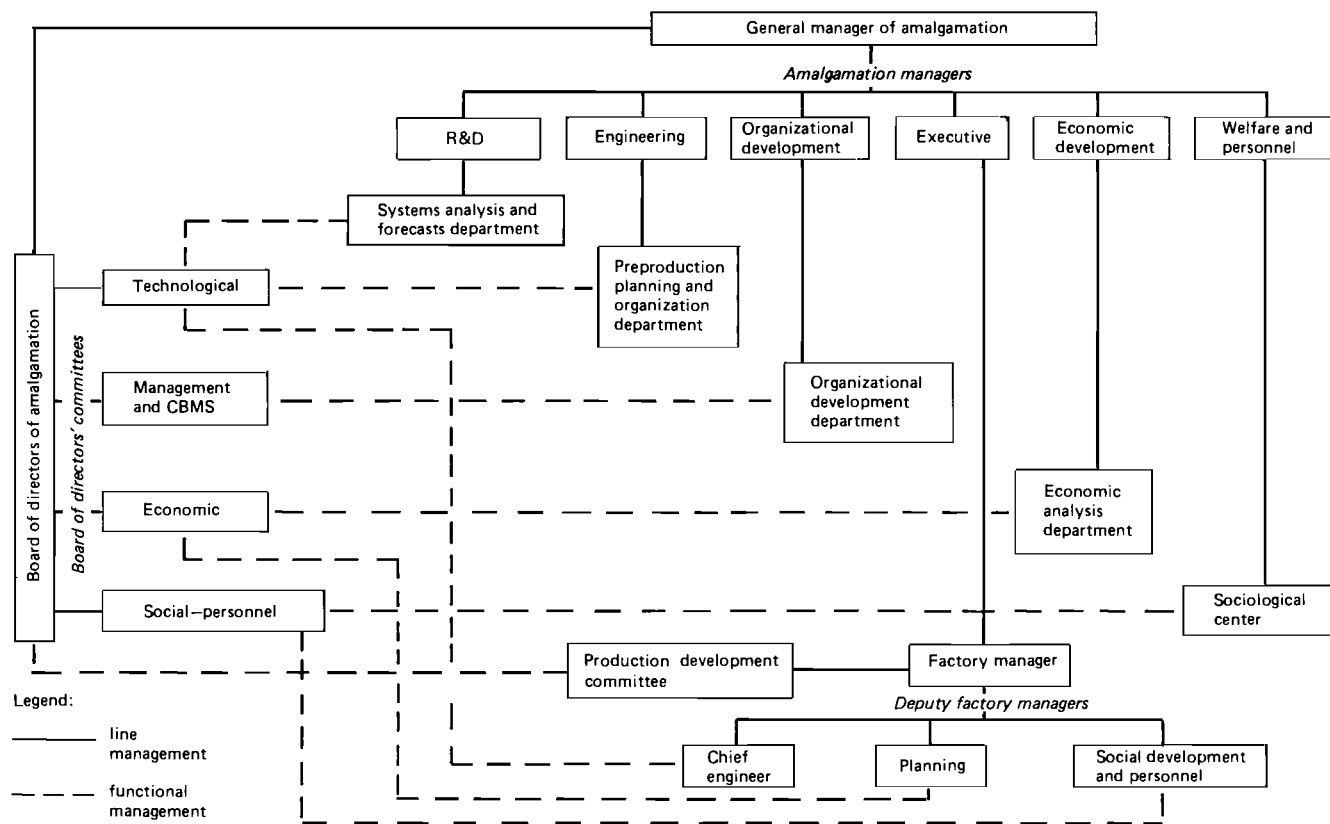 General manager of amalgamation
Amalgamation managers
R&D
Engineering
Organizational
development
Executive
Economic
development
Welfare and
personnel
Systems analysis and
forecasts department
Board of directors of amalgamation
Board of directors' committees
Technological
Preproduction
planning and
organization
department
Management
and CBMS
Organizational
development
department
Economic
Economic
analysis
department
Social—personnel
Sociological
center
Production development
committee
Factory manager
Deputy factory managers
Chief
engineer
Planning
Social development
and personnel
Legend:
line
management
functional
management